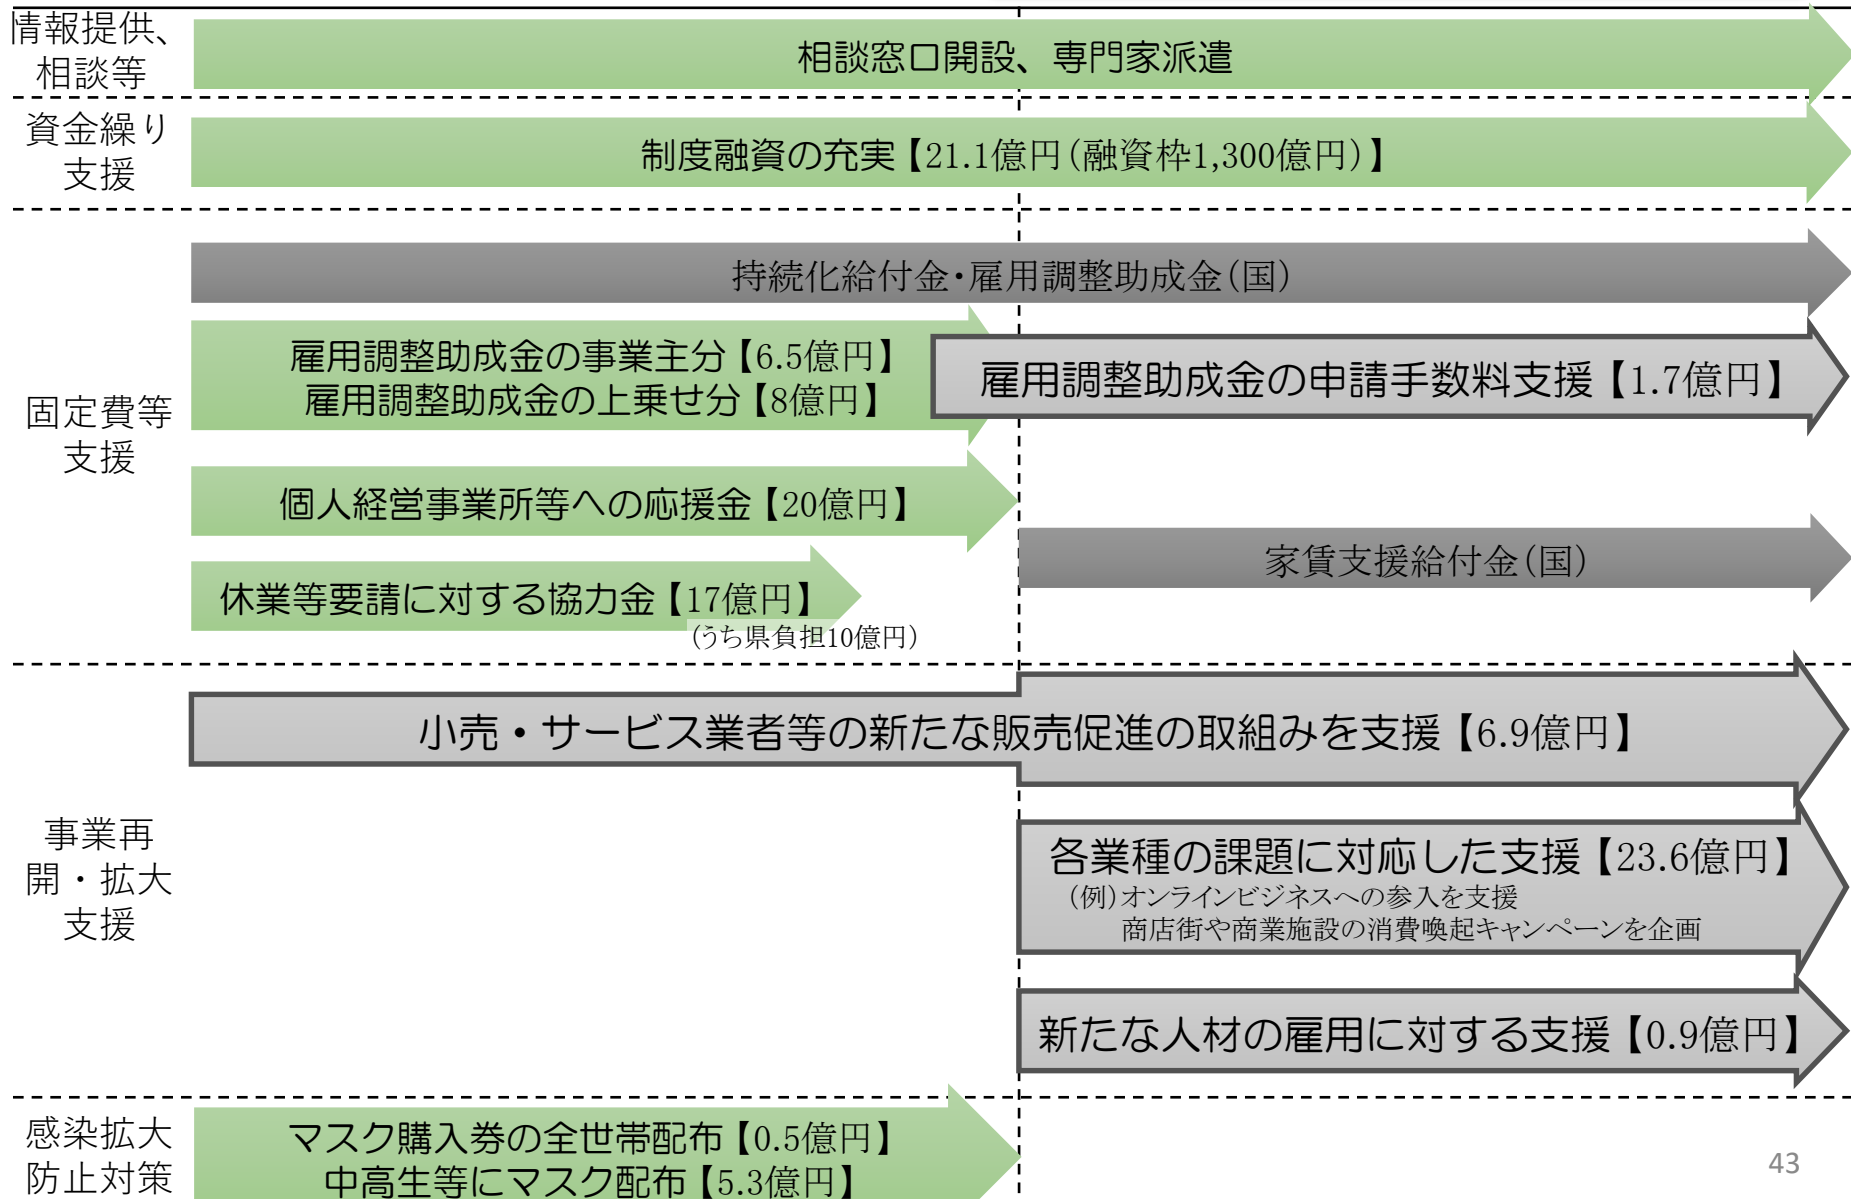 情報提供、
相談等
相談窓口開設、専門家派遣
資金繰り
支援
制度融資の充実【21.1億円(融資枠1,300億円)】
固定費等
支援
持続化給付金・雇用調整助成金(国)
雇用調整助成金の事業主分【6.5億円】
雇用調整助成金の上乗せ分【8億円】
雇用調整助成金の申請手数料支援【1.7億円】
個人経営事業所等への応援金【20億円】
家賃支援給付金(国)
休業等要請に対する協力金【17億円】
(うち県負担10億円)
事業再
開・拡大
支援
小売・サービス業者等の新たな販売促進の取組みを支援【6.9億円】
各業種の課題に対応した支援【23.6億円】
(例)オンラインビジネスへの参入を支援
商店街や商業施設の消費喚起キャンペーンを企画
新たな人材の雇用に対する支援【0.9億円】
感染拡大
防止対策
マスク購入券の全世帯配布【0.5億円】
中高生等にマスク配布【5.3億円】
43